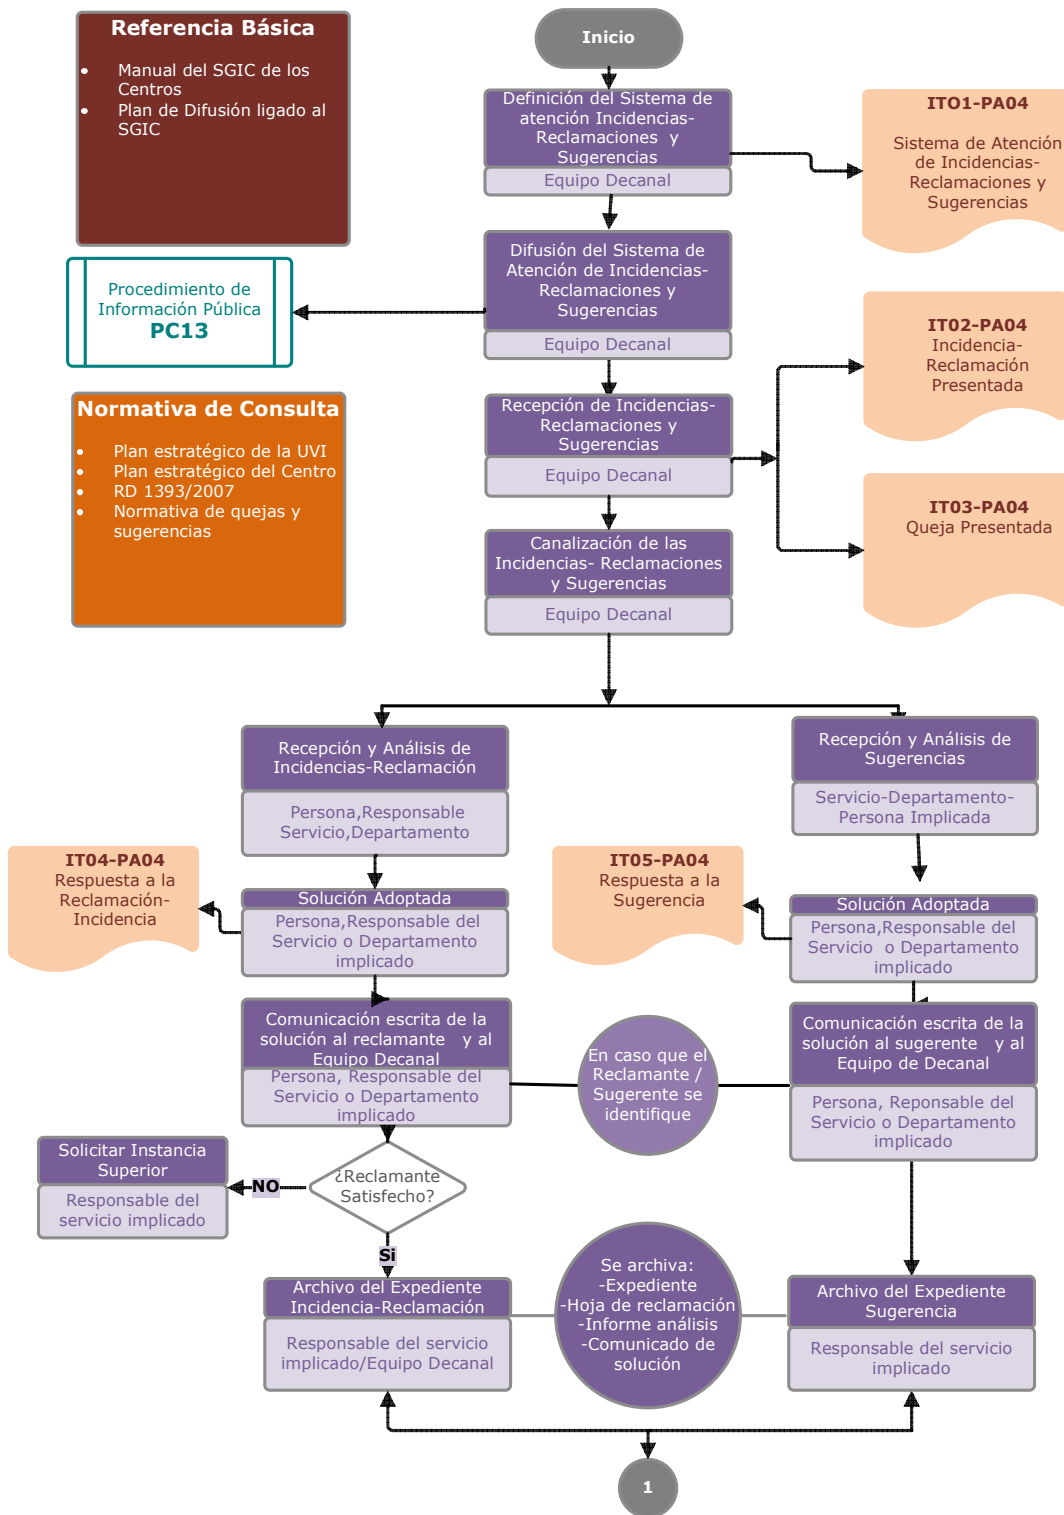 Referencia Básica
Manual del SGIC de los
Centros
Plan de Difusión ligado al
SGIC
Inicio
Definición del Sistema de
atención Incidencias-
Reclamaciones y
Sugerencias
Equipo Decanal
ITO1-PA04
Sistema de Atención
de Incidencias-
Reclamaciones y
Sugerencias
Difusión del Sistema de
Atención de Incidencias-
Reclamaciones y
Sugerencias
Equipo Decanal
Procedimiento de
Información Pública
PC13
IT02-PA04
Incidencia-
Reclamación
Presentada
Normativa de Consulta
Plan estratégico de la UVI
Plan estratégico del Centro
RD 1393/2007
Normativa de quejas y
sugerencias
Recepción de Incidencias-
Reclamaciones y
Sugerencias
Equipo Decanal
IT03-PA04
Queja Presentada
Canalización de las
Incidencias- Reclamaciones
y Sugerencias
Equipo Decanal
Recepción y Análisis de
Incidencias-Reclamación
Persona,Responsable
Servicio,Departamento
Recepción y Análisis de
Sugerencias
Servicio-Departamento-
Persona Implicada
IT04-PA04
Respuesta a la
Reclamación-
Incidencia
Solución Adoptada
Persona,Responsable del
Servicio o Departamento
implicado
IT05-PA04
Respuesta a la
Sugerencia
Solución Adoptada
Persona,Responsable del
Servicio o Departamento
implicado
Comunicación escrita de la
solución al reclamante y al
Equipo Decanal
Persona, Responsable del
Servicio o Departamento
implicado
En caso que el
Reclamante /
Sugerente se
identifique
Comunicación escrita de la
solución al sugerente y al
Equipo de Decanal
Persona, Reponsable del
Servicio o Departamento
implicado
Solicitar Instancia
Superior
Responsable del
servicio implicado
NO
¿Reclamante
Satisfecho?
Si
Archivo del Expediente
Incidencia-Reclamación
Responsable del servicio
implicado/Equipo Decanal
Se archiva:
-Expediente
-Hoja de reclamación
-Informe análisis
-Comunicado de
solución
Archivo del Expediente
Sugerencia
Responsable del servicio
implicado
1